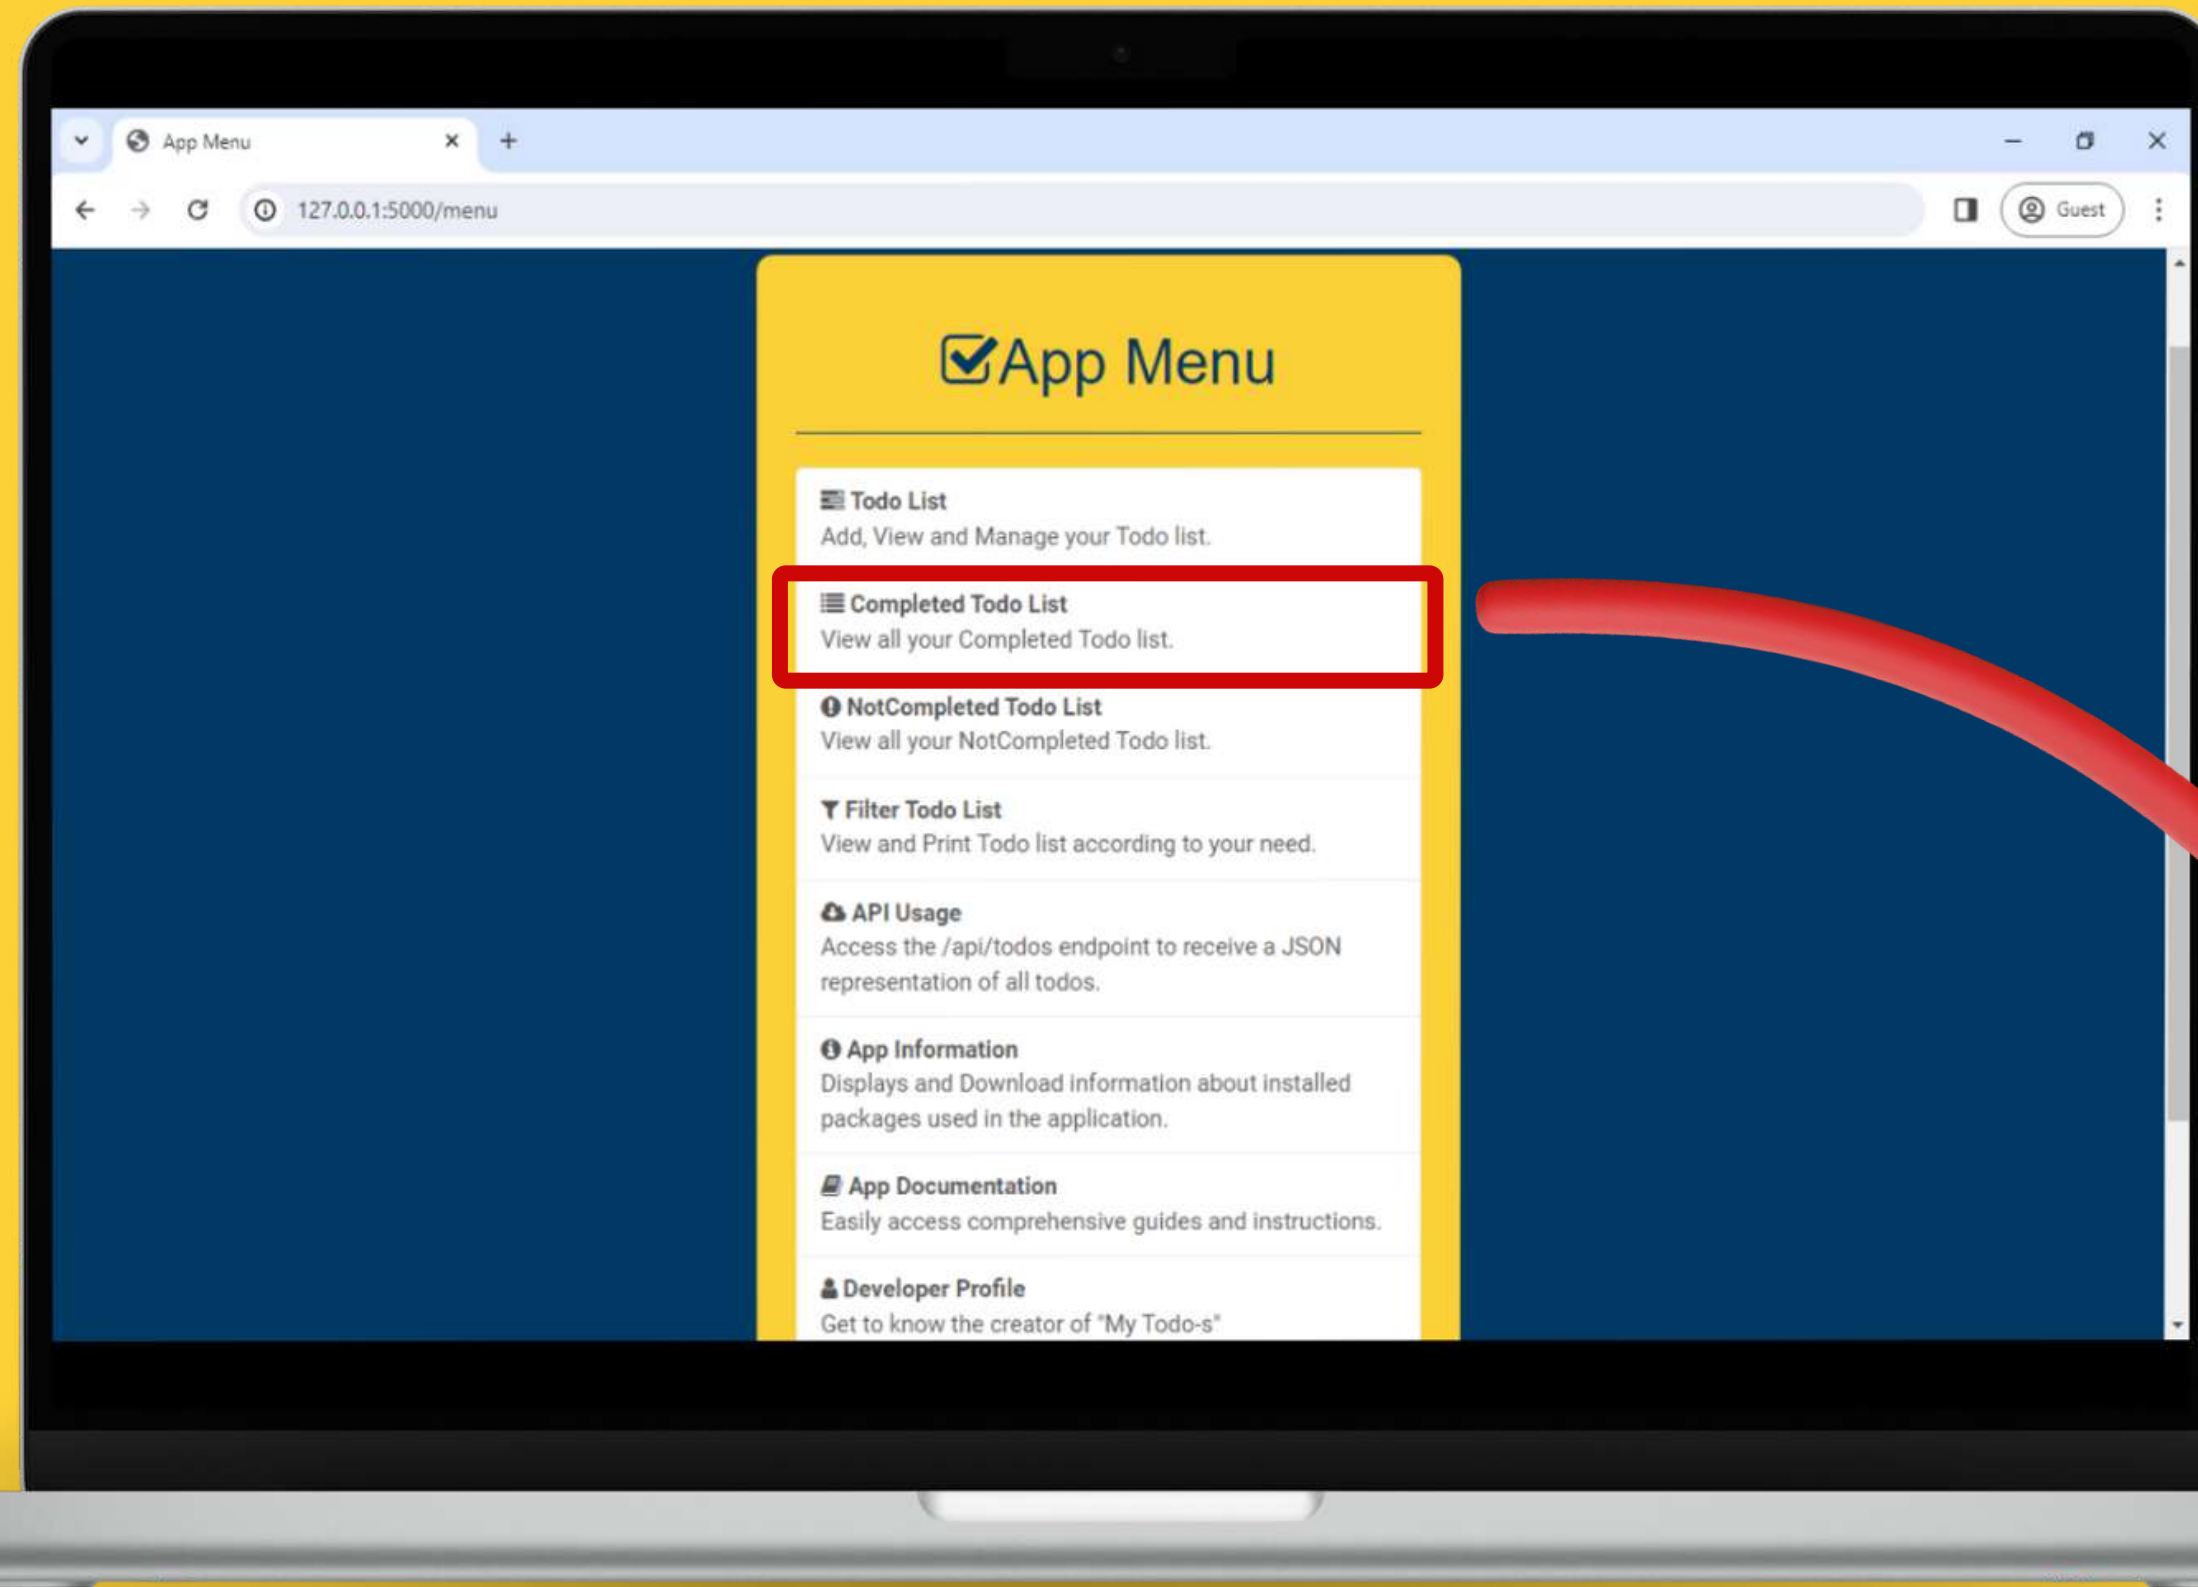 App Menu
127.0.0.1:5000/menu
Guest
App Menu
Todo List
Add, View and Manage your Todo list.
Completed Todo List
View all your Completed Todo list.
NotCompleted Todo List
View all your NotCompleted Todo list.
Filter Todo List
View and Print Todo list according to your need.
API Usage
Access the /api/todos endpoint to receive a JSON
representation of all todos.
App Information
Displays and Download information about installed
packages used in the application.
App Documentation
Easily access comprehensive guides and instructions.
Developer Profile
Get to know the creator of "My Todo-s"